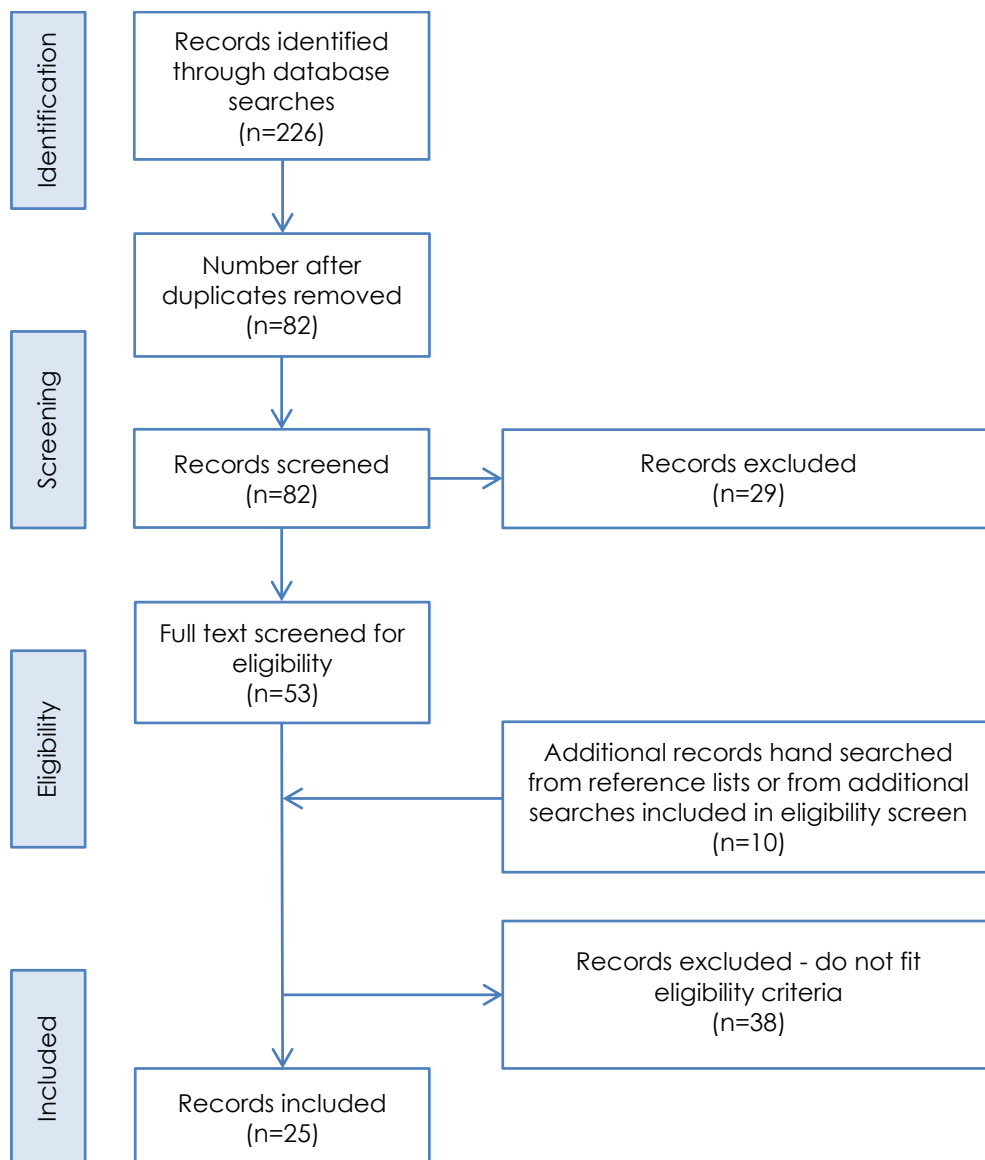 Identification
Records identified
through database
searches
(n=226)
Number after
duplicates removed
(n=82)
Screening
Records screened
(n=82)
Records excluded
(n=29)
Eligibility
Full text screened for
eligibility
(n=53)
Additional records hand searched
from reference lists or from additional
searches included in eligibility screen
(n=10)
Records excluded - do not fit
eligibility criteria
(n=38)
Included
Records included
(n=25)